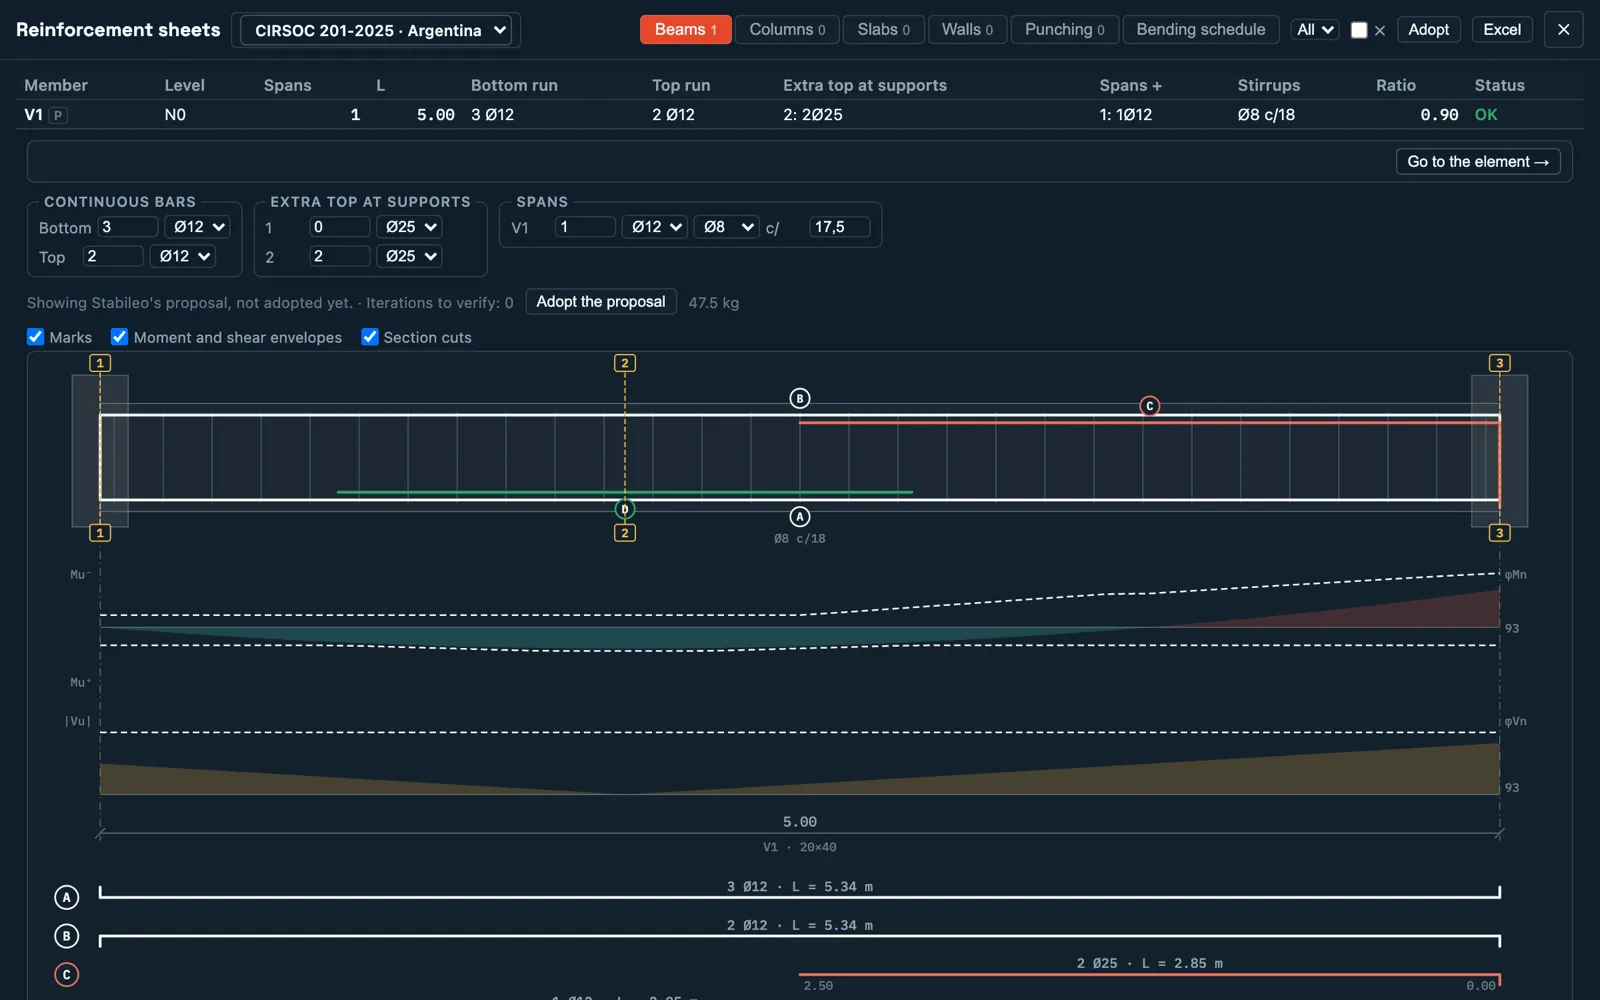 Reinforcement sheets
CIRSOC 201-2025 · Argentina
Beams 1
Columns 0
Slabs 0
Walls 0
Punching 0
Bending schedule
All
×
Adopt
Excel
✕
Member Level Spans L Bottom run Top run Extra top at supports Spans + Stirrups Ratio Status
V1 P N0 1 5.00 3 Ø12 2 Ø12 2: 2Ø25 1: 1Ø12 Ø8 c/18 0.90 OK
Go to the element →
CONTINUOUS BARS
Bottom 3 Ø12
Top 2 Ø12
EXTRA TOP AT SUPPORTS
1 0 Ø25
2 2 Ø25
SPANS
V1 1 Ø12 Ø8 c/ 17,5
Showing Stabileo's proposal, not adopted yet. · Iterations to verify: 0 Adopt the proposal 47.5 kg
Marks Moment and shear envelopes Section cuts
1 2 3
B C
D A
1 2 3
Ø8 c/18
Mu⁻ φMn
93
Mu⁺
|Vu| φVn
93
5.00
V1 · 20×40
3 Ø12 · L = 5.34 m
A
2 Ø12 · L = 5.34 m
B
2 Ø25 · L = 2.85 m
C
2.50 0.00